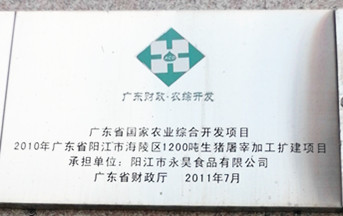 广东财政·农综开发
广东省国家农业综合开发项目
2010年广东省阳江市海陵区1200吨生猪屠宰加工扩建项目
承担单位：阳江市永昊食品有限公司
广东省财政厅 2011年7月